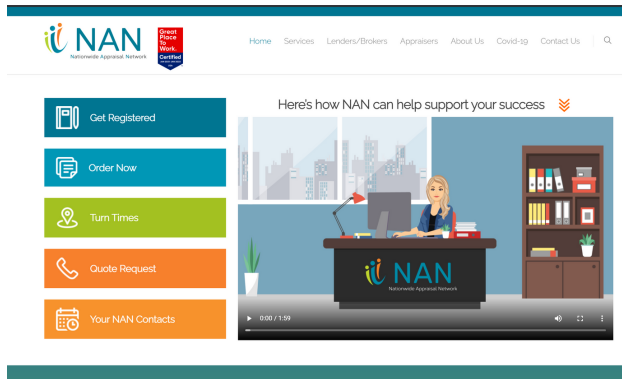 NAN
Nationwide Appraisal Network
Great
Place
To
Work.
Certified
Home Services Lenders/Brokers Appraisers About Us Covid-19 Contact Us
Here's how NAN can help support your success
Get Registered
Order Now
Turn Times
Quote Request
Your NAN Contacts
NAN
Nationwide Appraisal Network
0:00 / 1:59